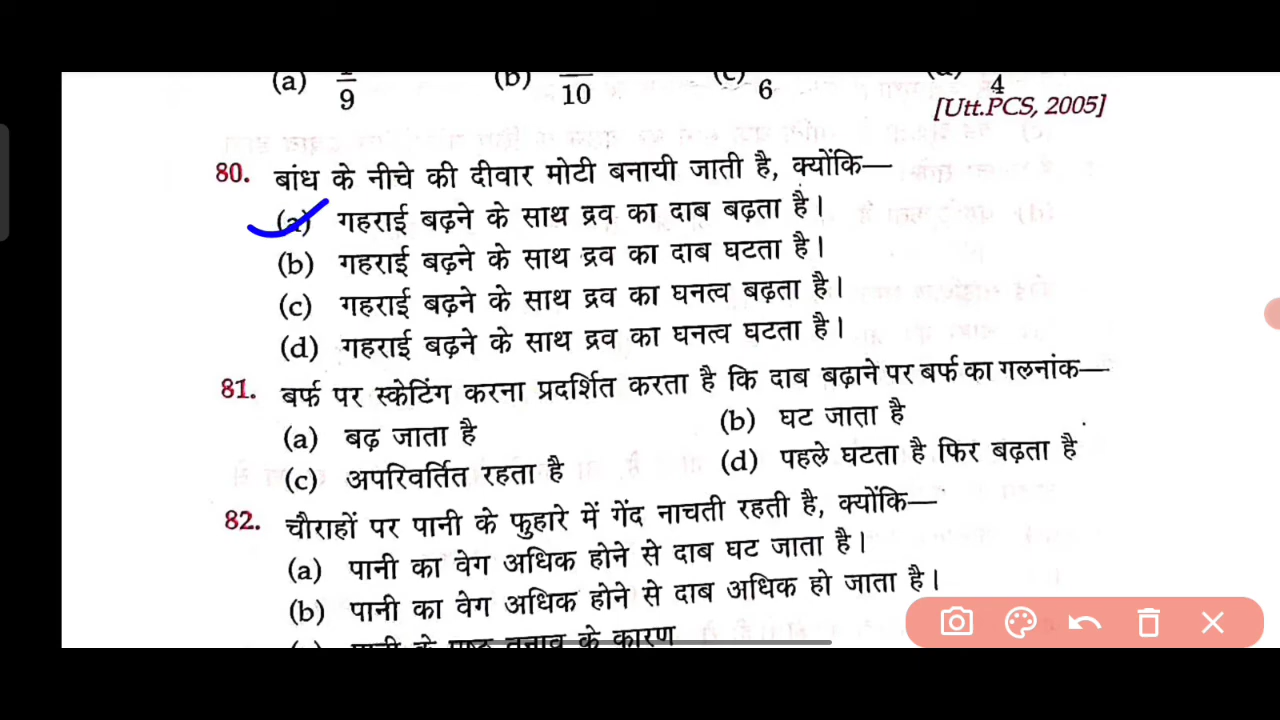 (a) 9 (b) 10 (c) 6 4
[Utt.PCS, 2005]
80. बांध के नीचे की दीवार मोटी बनायी जाती है, क्योंकि—
(a) गहराई बढ़ने के साथ द्रव का दाब बढ़ता है।
(b) गहराई बढ़ने के साथ द्रव का दाब घटता है।
(c) गहराई बढ़ने के साथ द्रव का घनत्व बढ़ता है।
(d) गहराई बढ़ने के साथ द्रव का घनत्व घटता है।
81. बर्फ पर स्केटिंग करना प्रदर्शित करता है कि दाब बढ़ाने पर बर्फ का गलनांक—
(a) बढ़ जाता है (b) घट जाता है
(c) अपरिवर्तित रहता है (d) पहले घटता है फिर बढ़ता है
82. चौराहों पर पानी के फुहारे में गेंद नाचती रहती है, क्योंकि—
(a) पानी का वेग अधिक होने से दाब घट जाता है।
(b) पानी का वेग अधिक होने से दाब अधिक हो जाता है।
पानी के पृष्ठ तनाव के कारण